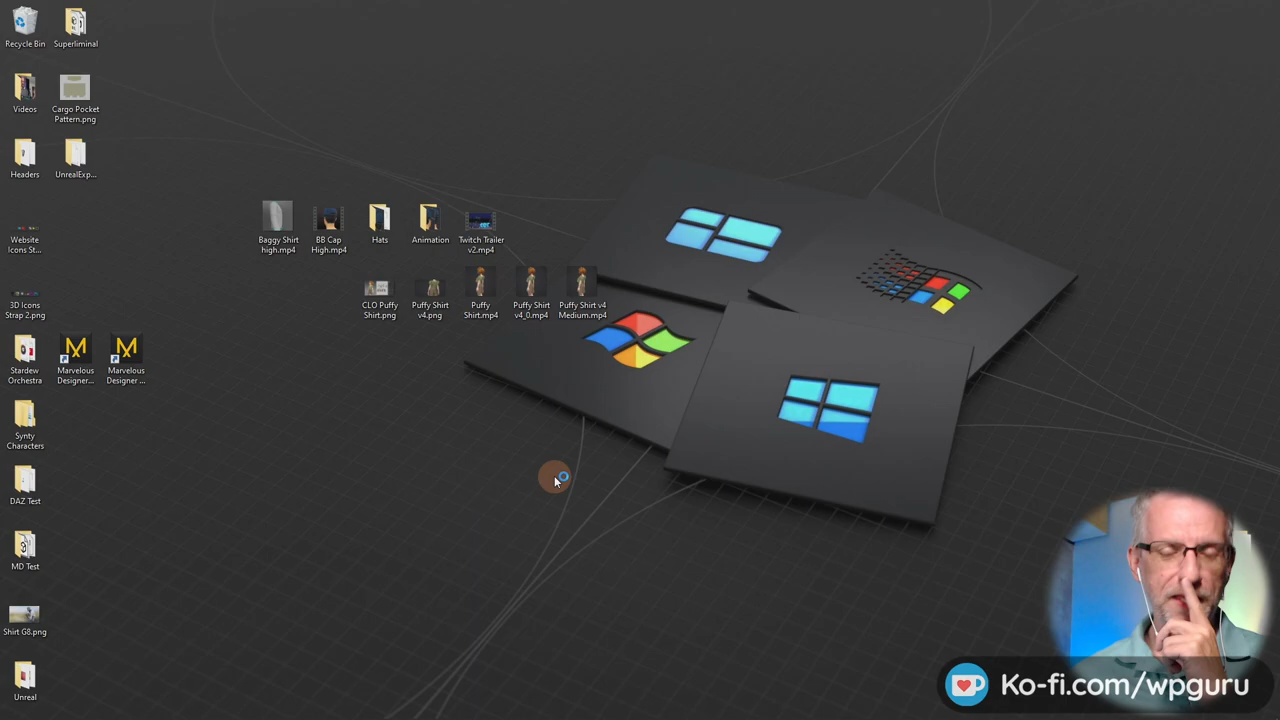 Recycle Bin
Superliminal
Videos
Cargo Pocket
Pattern.png
Headers
UnrealExp...
Baggy Shirt
high.mp4
BB Cap
High.mp4
Hats
Animation
Twitch Trailer
v2.mp4
Website
Icons St...
CLO Puffy
Shirt.png
Puffy Shirt
v4.png
Puffy
Shirt.mp4
Puffy Shirt
v4_0.mp4
Puffy Shirt v4
Medium.mp4
3D Icons
Strap 2.png
Stardew
Orchestra
Marvelous
Designer...
Marvelous
Designer ...
Synty
Characters
DAZ Test
MD Test
Shirt G8.png
Unreal
Ko-fi.com/wpguru